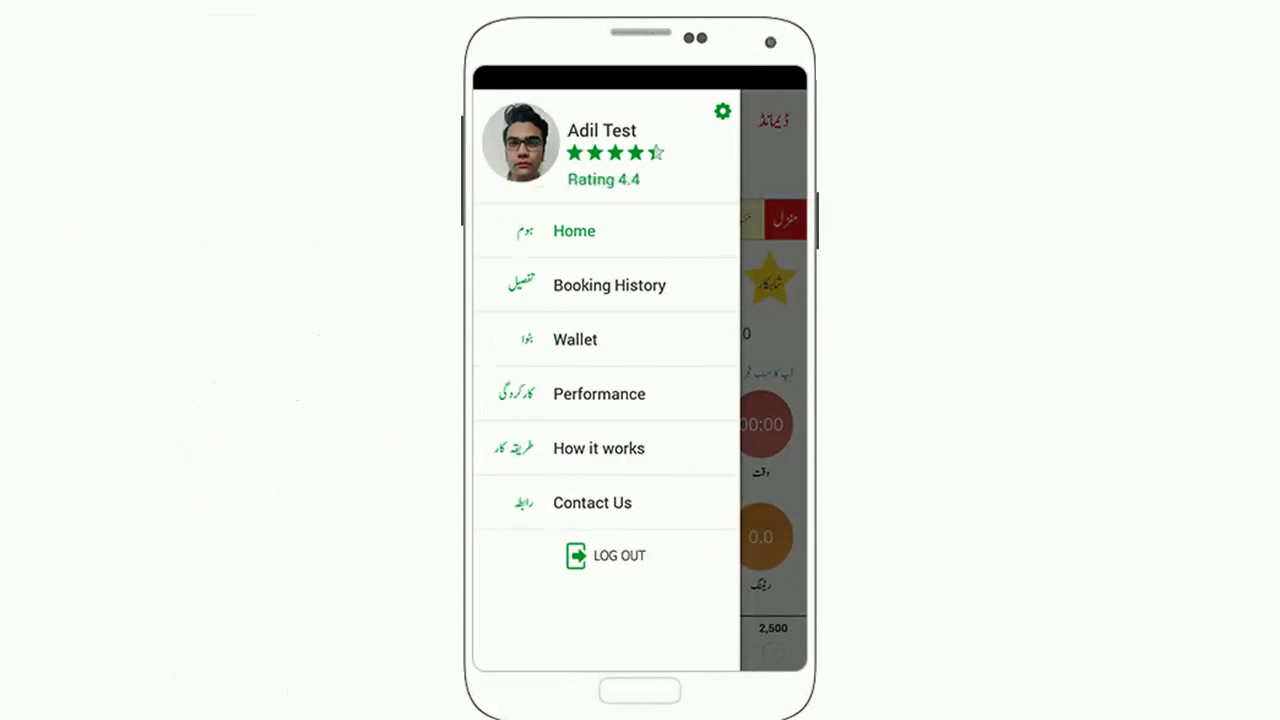 Adil Test
Rating 4.4
ہوم Home
تفصیل Booking History
بٹوا Wallet
کارکردگی Performance
طریقہ کار How it works
رابطہ Contact Us
LOG OUT
ڈیمانڈ
منزل
شاہکار
0
00:00
وقت
0.0
ریٹنگ
2,500